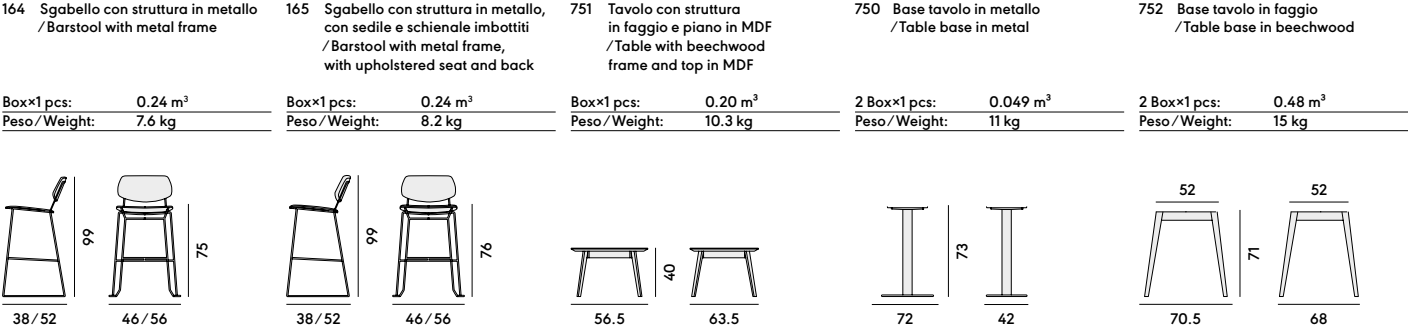 164 Sgabello con struttura in metallo
/Barstool with metal frame
Box×1 pcs: 0.24 m³
Peso/Weight: 7.6 kg
99
75
38/52
46/56
165 Sgabello con struttura in metallo,
con sedile e schienale imbottiti
/Barstool with metal frame,
with upholstered seat and back
Box×1 pcs: 0.24 m³
Peso/Weight: 8.2 kg
99
76
38/52
46/56
751 Tavolo con struttura
in faggio e piano in MDF
/Table with beechwood
frame and top in MDF
Box×1 pcs: 0.20 m³
Peso/Weight: 10.3 kg
40
56.5
63.5
750 Base tavolo in metallo
/Table base in metal
2 Box×1 pcs: 0.049 m³
Peso/Weight: 11 kg
73
72
42
752 Base tavolo in faggio
/Table base in beechwood
2 Box×1 pcs: 0.48 m³
Peso/Weight: 15 kg
52
52
71
70.5
68